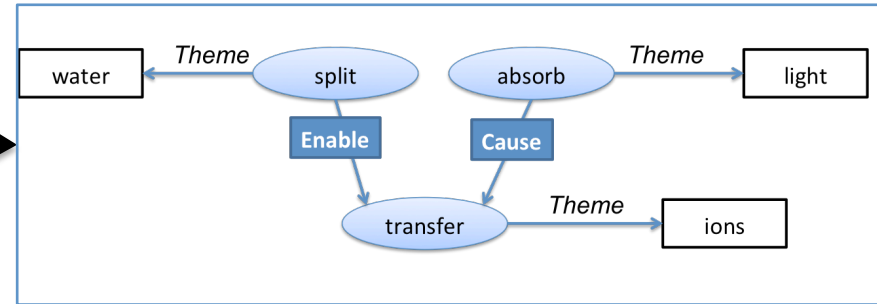 Theme
Theme
water
split
absorb
light
Enable
Cause
Theme
transfer
ions